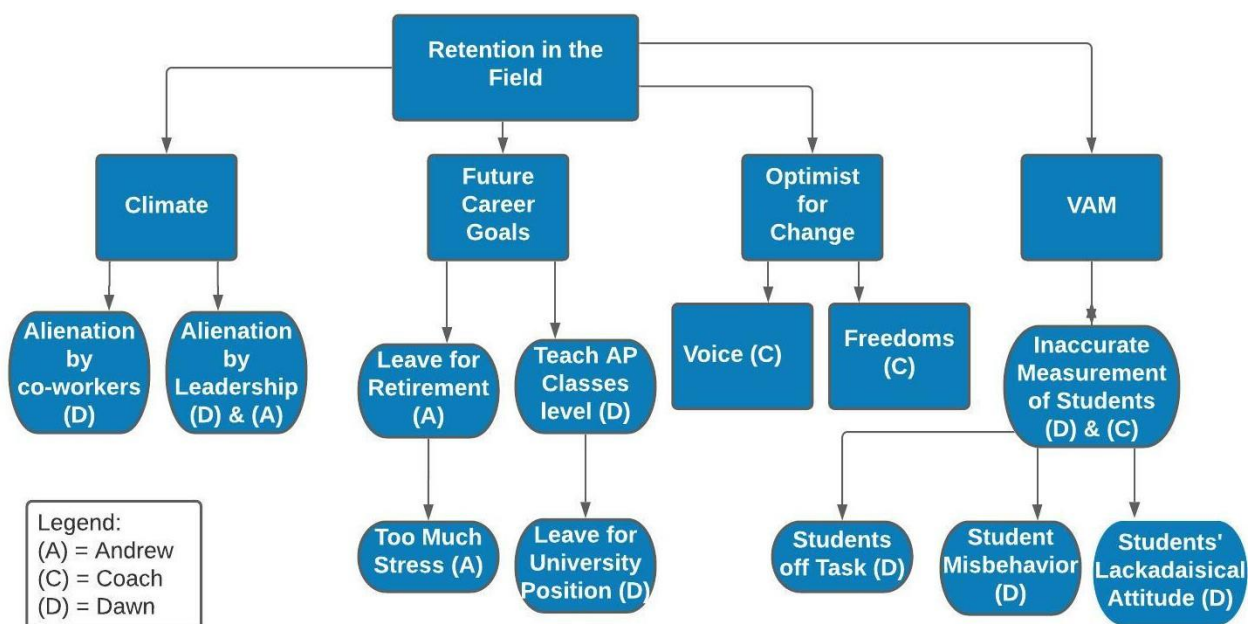 Retention in the
Field
Climate
Future
Career
Goals
Optimist
for
Change
VAM
Alienation
by
co-workers
(D)
Alienation
by
Leadership
(D) & (A)
Leave for
Retirement
(A)
Teach AP
Classes
level (D)
Voice (C)
Freedoms
(C)
Inaccurate
Measurement
of Students
(D) & (C)
Too Much
Stress (A)
Leave for
University
Position (D)
Students
off Task (D)
Student
Misbehavior
(D)
Students'
Lackadaisical
Attitude (D)
Legend:
(A) = Andrew
(C) = Coach
(D) = Dawn